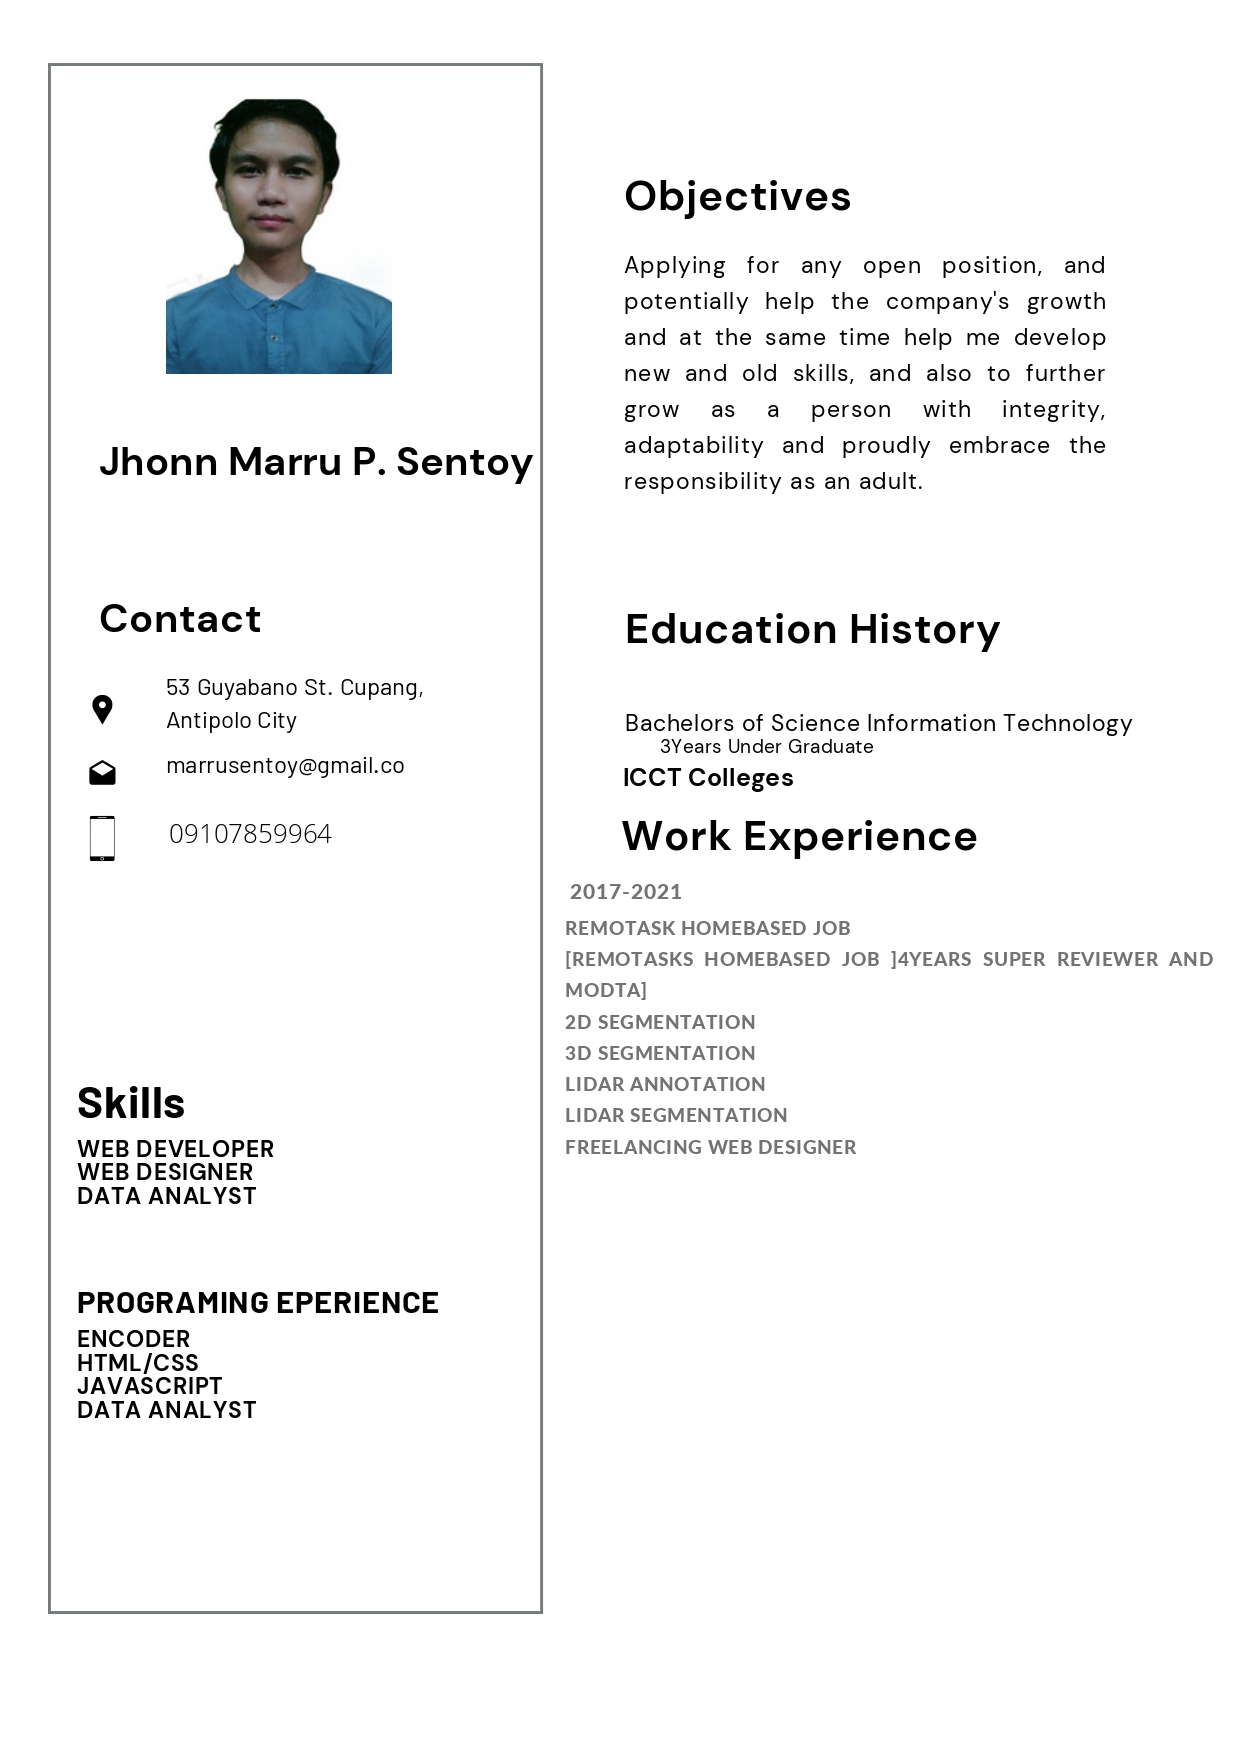 Jhonn Marru P. Sentoy
Contact
53 Guyabano St. Cupang,
Antipolo City
marrusentoy@gmail.co
09107859964
Skills
WEB DEVELOPER
WEB DESIGNER
DATA ANALYST
PROGRAMING EPERIENCE
ENCODER
HTML/CSS
JAVASCRIPT
DATA ANALYST
Objectives
Applying for any open position, and
potentially help the company's growth
and at the same time help me develop
new and old skills, and also to further
grow as a person with integrity,
adaptability and proudly embrace the
responsibility as an adult.
Education History
Bachelors of Science Information Technology
3Years Under Graduate
ICCT Colleges
Work Experience
2017-2021
REMOTASK HOMEBASED JOB
[REMOTASKS HOMEBASED JOB ]4YEARS SUPER REVIEWER AND
MODTA]
2D SEGMENTATION
3D SEGMENTATION
LIDAR ANNOTATION
LIDAR SEGMENTATION
FREELANCING WEB DESIGNER